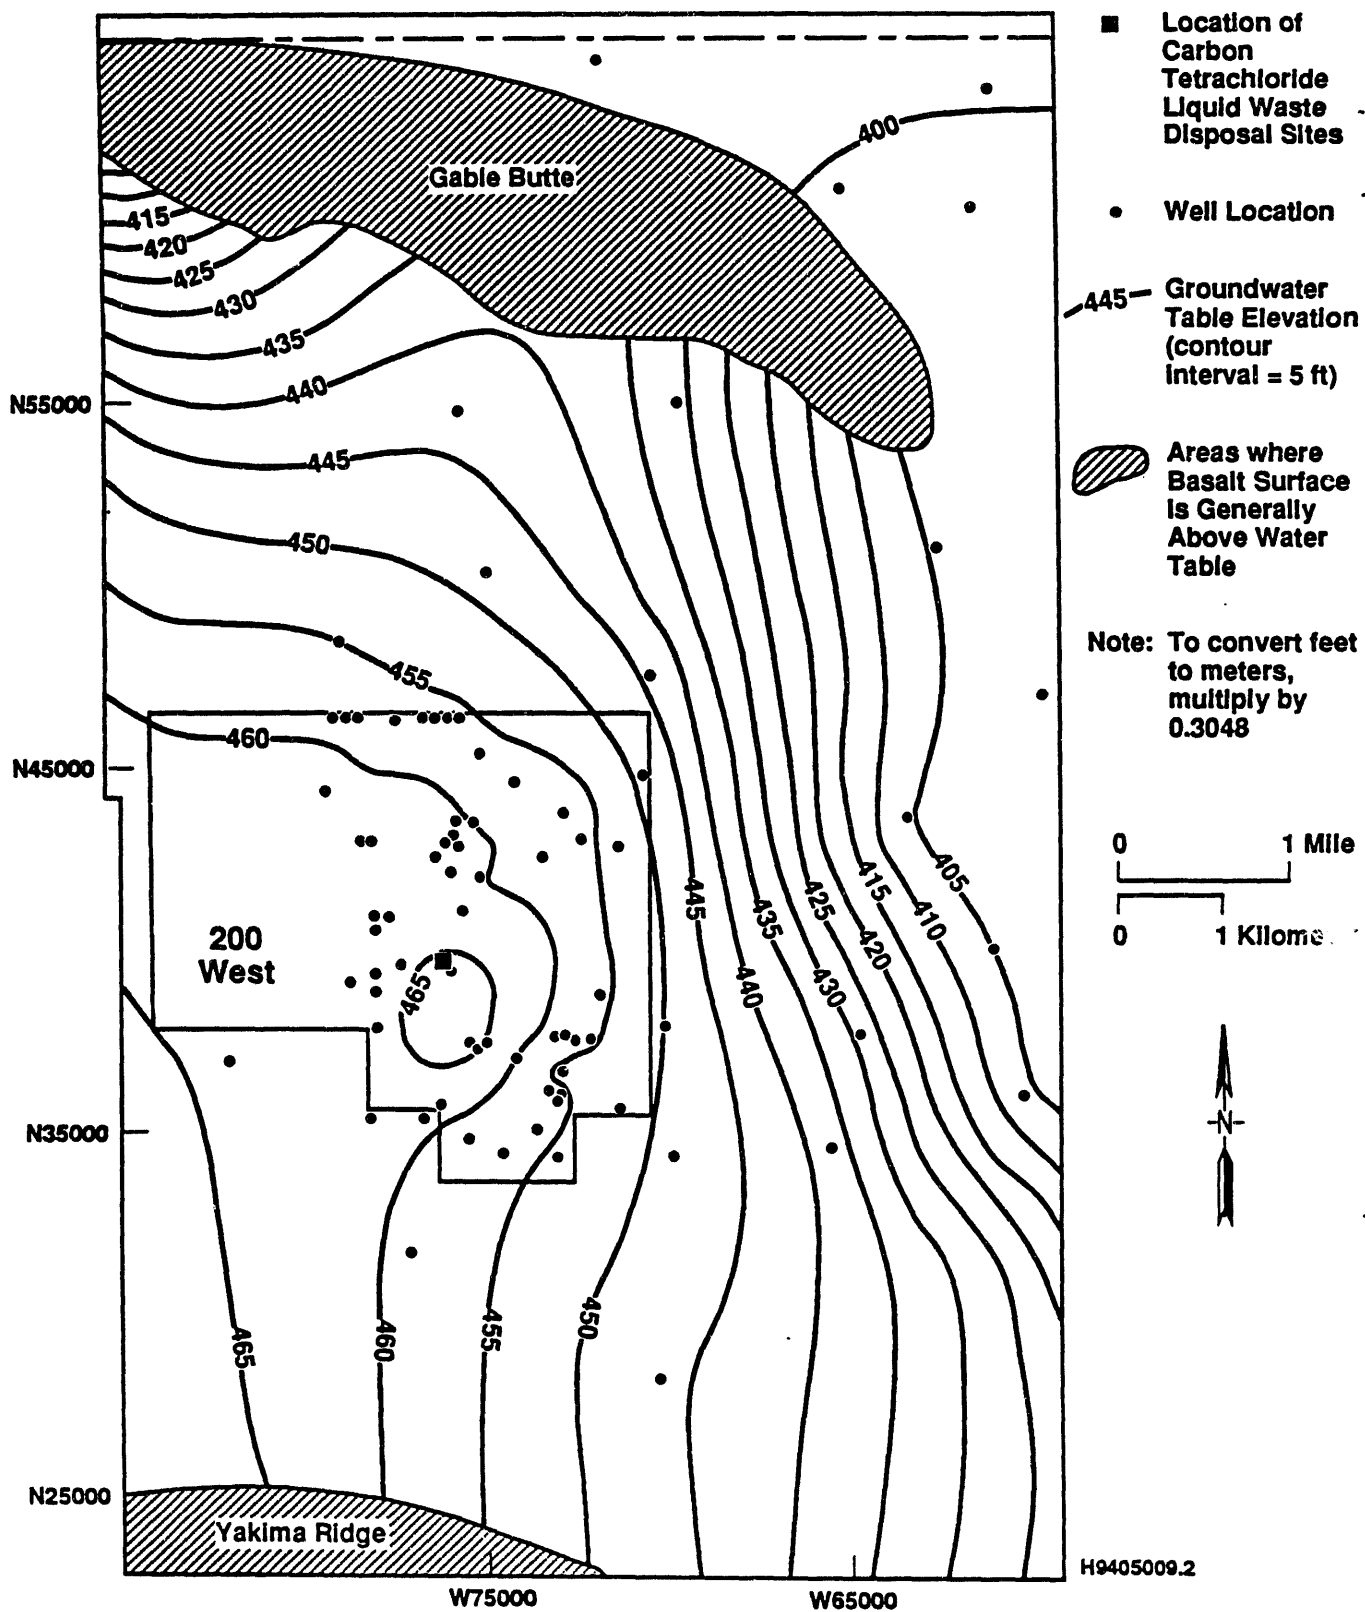 Location of
Carbon
Tetrachloride
Liquid Waste
Disposal Sites
400
Gable Butte
415
Well Location
420
425
430
Groundwater
445
Table Elevation
(contour
interval = 5 ft)
435
440
N55000
445
Areas where
Basalt Surface
is Generally
Above Water
Table
450
Note: To convert feet
to meters,
multiply by
0.3048
455
460
N45000
0 1 Mile
405
415
425
445
410
435
0 1 Kilome
420
200
West
465
440
430
N
N35000
450
455
460
465
N25000
Yakima Ridge
H9405009.2
W75000
W65000